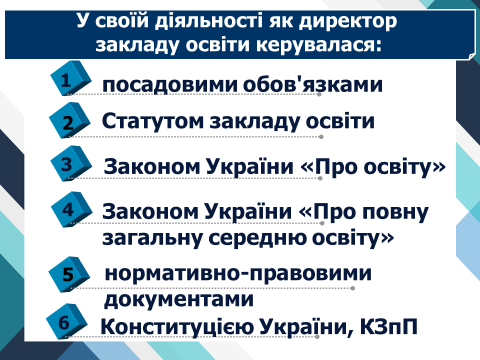 У своїй діяльності як директор
закладу освіти керувалася:
1 посадовими обов'язками
2 Статутом закладу освіти
3 Законом України «Про освіту»
4 Законом України «Про повну
загальну середню освіту»
5 нормативно-правовими
документами
6 Конституцією України, КЗпП